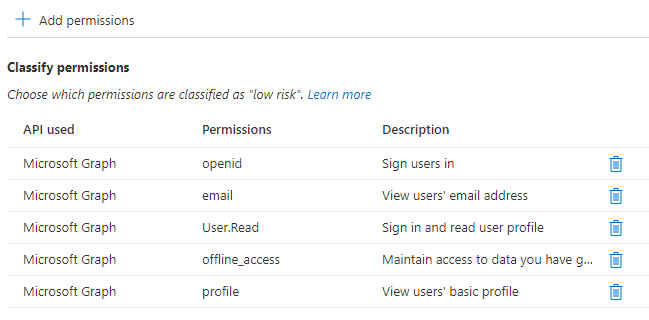 Add permissions
Classify permissions
Choose which permissions are classified as "low risk". Learn more
API used Permissions Description
Microsoft Graph openid Sign users in
Microsoft Graph email View users' email address
Microsoft Graph User.Read Sign in and read user profile
Microsoft Graph offline_access Maintain access to data you have g...
Microsoft Graph profile View users' basic profile